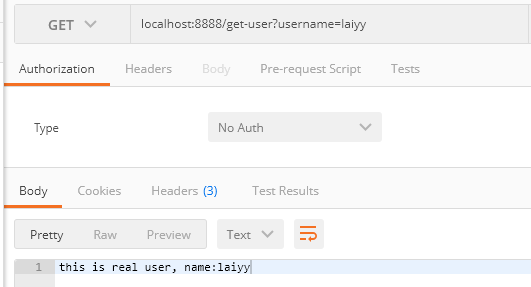 GET localhost:8888/get-user?username=laiyy
Authorization Headers Body Pre-request Script Tests
Type No Auth
Body Cookies Headers (3) Test Results
Pretty Raw Preview Text
1 this is real user, name:laiyy